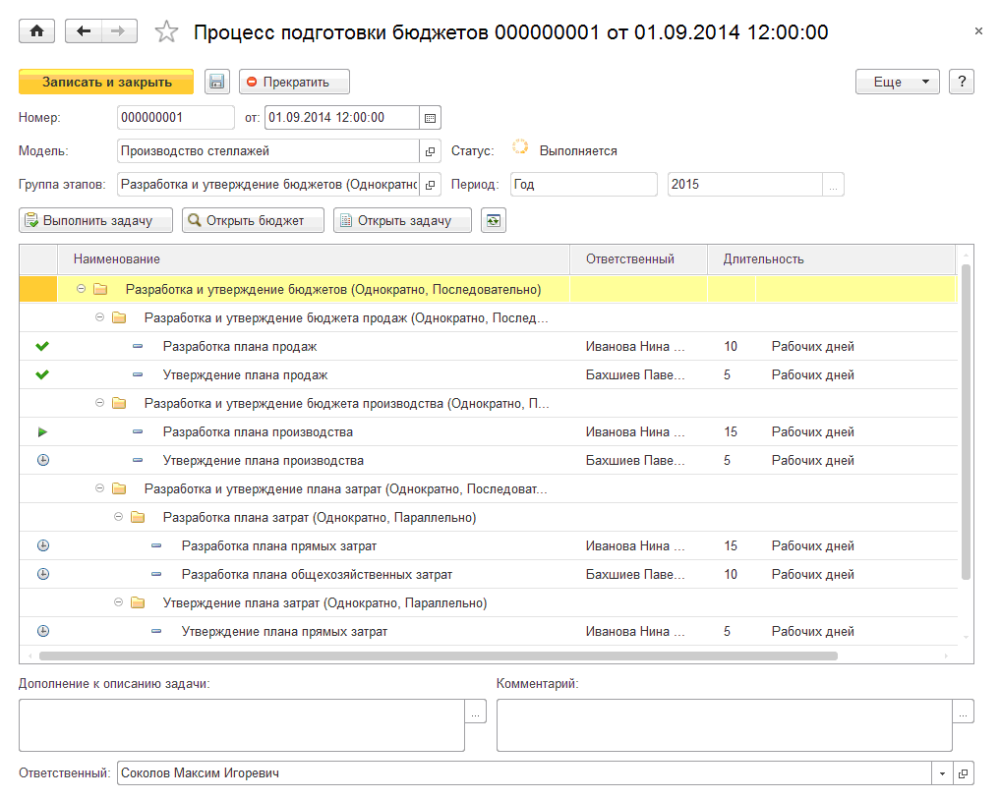 Процесс подготовки бюджетов 000000001 от 01.09.2014 12:00:00
Записать и закрыть Прекратить Еще ?
Номер: 000000001 от: 01.09.2014 12:00:00
Модель: Производство стеллажей Статус: Выполняется
Группа этапов: Разработка и утверждение бюджетов (Однократно Период: Год 2015 ...
Выполнить задачу Открыть бюджет Открыть задачу
Наименование Ответственный Длительность
Разработка и утверждение бюджетов (Однократно, Последовательно)
Разработка и утверждение бюджета продаж (Однократно, Послед...
Разработка плана продаж Иванова Нина ... 10 Рабочих дней
Утверждение плана продаж Бахшиев Паве... 5 Рабочих дней
Разработка и утверждение бюджета производства (Однократно, П...
Разработка плана производства Иванова Нина ... 15 Рабочих дней
Утверждение плана производства Бахшиев Паве... 5 Рабочих дней
Разработка и утверждение плана затрат (Однократно, Последоват...
Разработка плана затрат (Однократно, Параллельно)
Разработка плана прямых затрат Иванова Нина ... 15 Рабочих дней
Разработка плана общехозяйственных затрат Бахшиев Паве... 10 Рабочих дней
Утверждение плана затрат (Однократно, Параллельно)
Утверждение плана прямых затрат Иванова Нина ... 5 Рабочих дней
Дополнение к описанию задачи: Комментарий:
... ...
Ответственный: Соколов Максим Игоревич